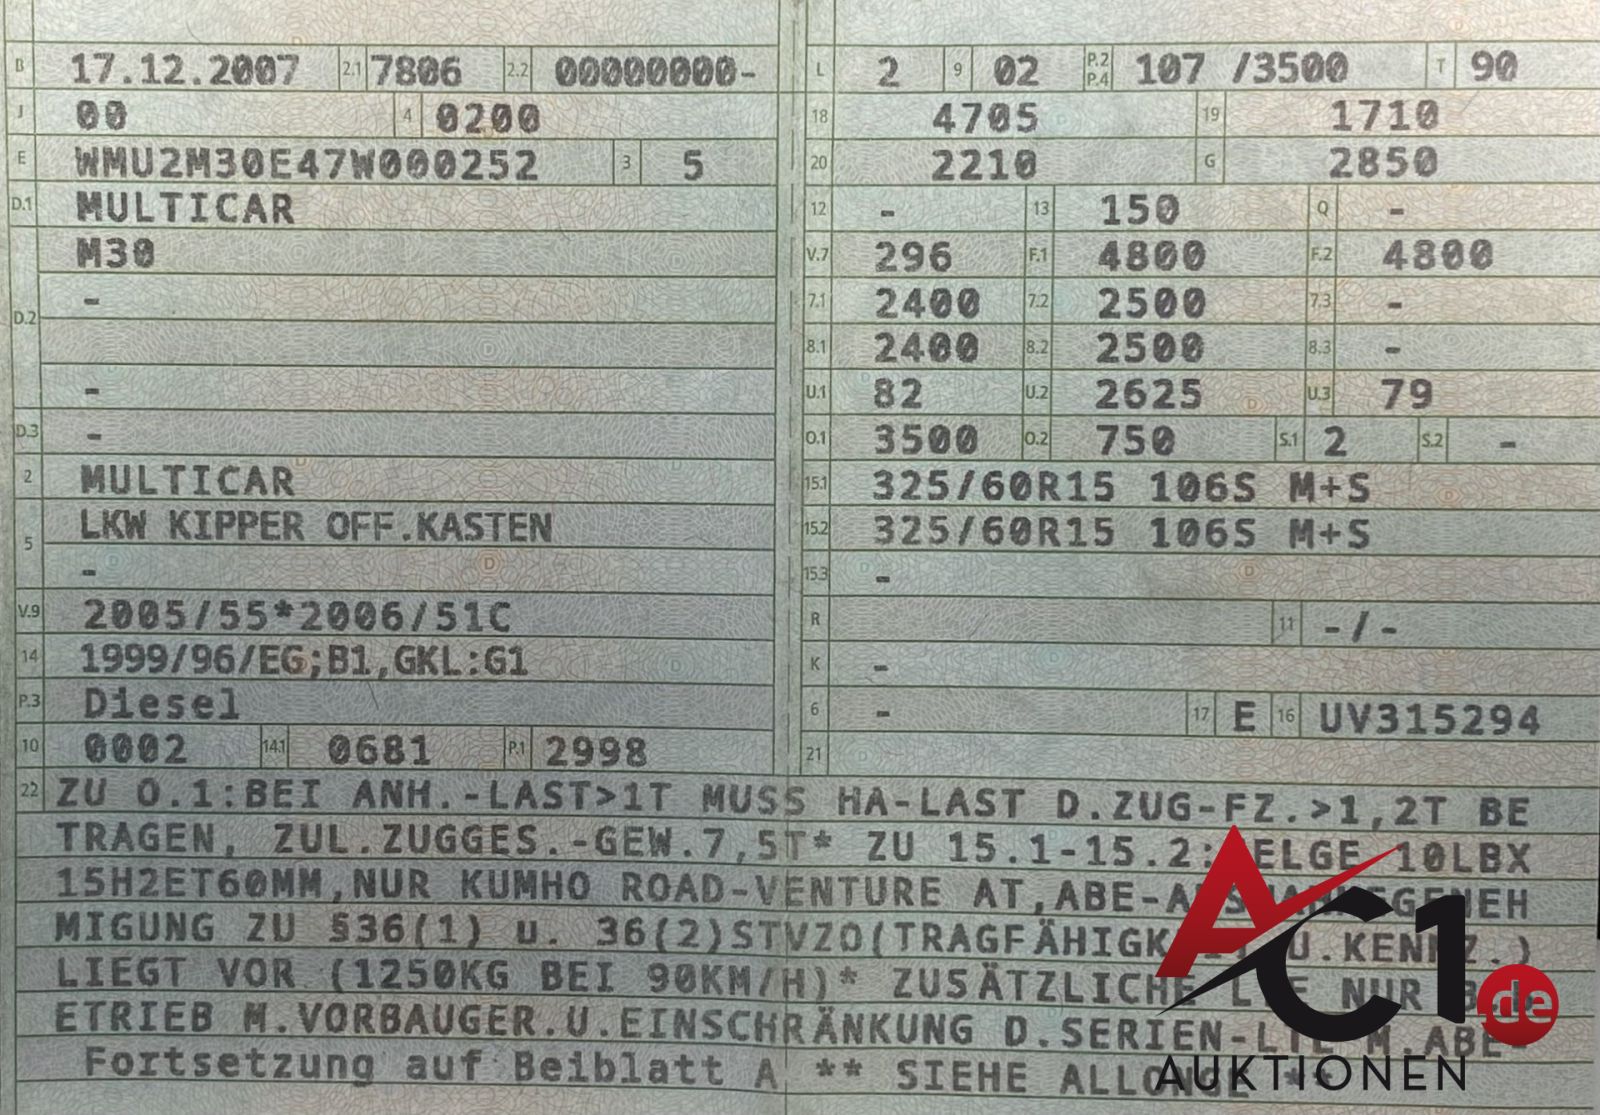 B 17.12.2007 2.1 7806 2.2 00000000-
J 00 4 0200
E WMU2M30E47W000252 3 5
D.1 MULTICAR
M30
-
D.2
-
D.3 -
2 MULTICAR
5 LKW KIPPER OFF.KASTEN
-
V.9 2005/55*2006/51C
14 1999/96/EG;B1,GKL:G1
P.3 Diesel
10 0002 14.1 0681 P.1 2998
L 2 9 02 P.2 P.4 107 /3500 T 90
18 4705 19 1710
20 2210 G 2850
12 - 13 150 Q -
V.7 296 F.1 4800 F.2 4800
7.1 2400 7.2 2500 7.3 -
8.1 2400 8.2 2500 8.3 -
U.1 82 U.2 2625 U.3 79
O.1 3500 O.2 750 S.1 2 S.2 -
15.1 325/60R15 106S M+S
15.2 325/60R15 106S M+S
15.3 -
R 11 -/-
K -
6 - 17 E 16 UV315294
21
22 ZU O.1:BEI ANH.-LAST>1T MUSS HA-LAST D.ZUG-FZ.>1,2T BE
TRAGEN, ZUL.ZUGGES.-GEW.7,5T* ZU 15.1-15.2: ELGE 10LBX
15H2ET60MM,NUR KUMHO ROAD-VENTURE AT,ABE-A
MIGUNG ZU §36(1) u. 36(2)STVZO(TRAGFÄHIGK U.KEN Z.)
LIEGT VOR (1250KG BEI 90KM/H)* ZUSÄTZLICHE NUR
ETRIEB M.VORBAUGER.U.EINSCHRÄNKUNG D.SERIEN-LTE M.ABE-
Fortsetzung auf Beiblatt A ** SIEHE ALLONGE
AC1.de
AUKTIONEN